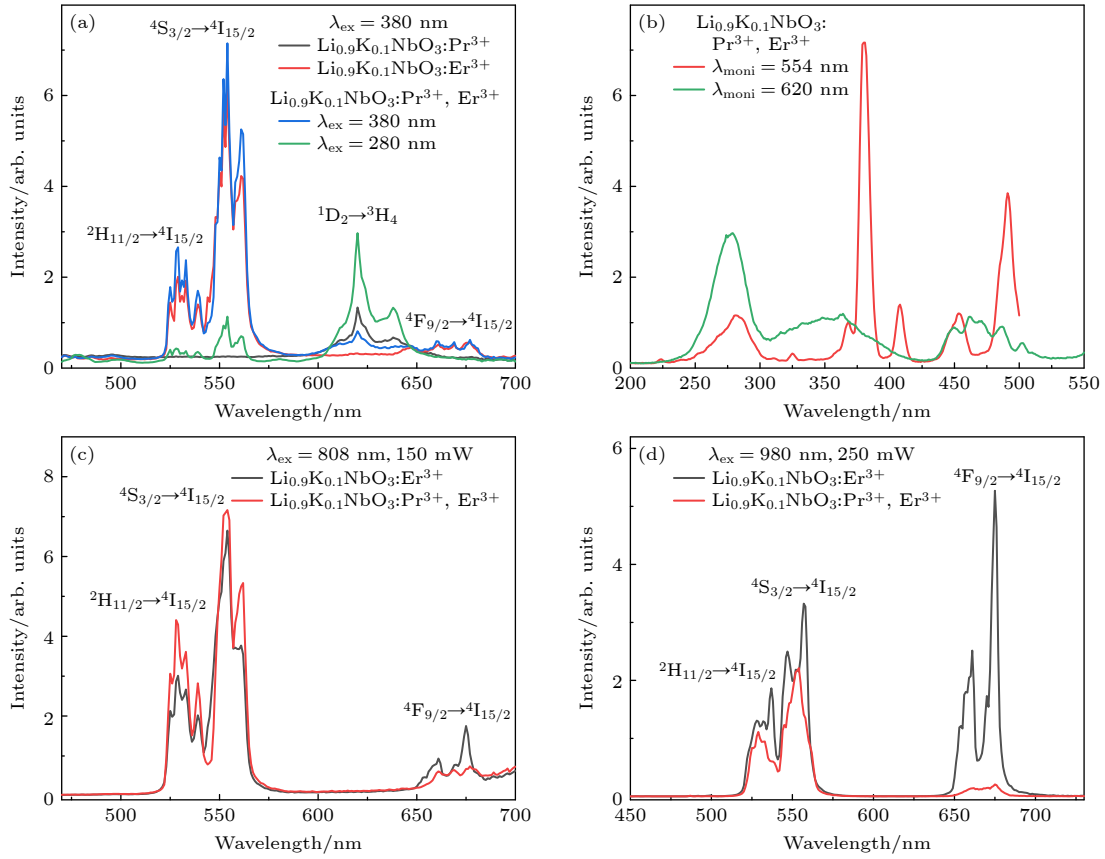 (a)
⁴S₃/₂→⁴I₁₅/₂
λₑₓ = 380 nm
Li₀.₉K₀.₁NbO₃:Pr³⁺
Li₀.₉K₀.₁NbO₃:Er³⁺
Li₀.₉K₀.₁NbO₃:Pr³⁺, Er³⁺
λₑₓ = 380 nm
λₑₓ = 280 nm
¹D₂→³H₄
²H₁₁/₂→⁴I₁₅/₂
⁴F₉/₂→⁴I₁₅/₂
Intensity/arb. units
6
4
2
0
500 550 600 650 700
Wavelength/nm
(b)
Li₀.₉K₀.₁NbO₃:
Pr³⁺, Er³⁺
λₘₒₙᵢ = 554 nm
λₘₒₙᵢ = 620 nm
Intensity/arb. units
6
4
2
0
200 250 300 350 400 450 500 550
Wavelength/nm
(c)
λₑₓ = 808 nm, 150 mW
Li₀.₉K₀.₁NbO₃:Er³⁺
Li₀.₉K₀.₁NbO₃:Pr³⁺, Er³⁺
⁴S₃/₂→⁴I₁₅/₂
²H₁₁/₂→⁴I₁₅/₂
⁴F₉/₂→⁴I₁₅/₂
Intensity/arb. units
8
6
4
2
0
500 550 600 650 700
Wavelength/nm
(d)
λₑₓ = 980 nm, 250 mW
Li₀.₉K₀.₁NbO₃:Er³⁺
Li₀.₉K₀.₁NbO₃:Pr³⁺, Er³⁺
⁴F₉/₂→⁴I₁₅/₂
⁴S₃/₂→⁴I₁₅/₂
²H₁₁/₂→⁴I₁₅/₂
Intensity/arb. units
6
4
2
0
450 500 550 600 650 700
Wavelength/nm